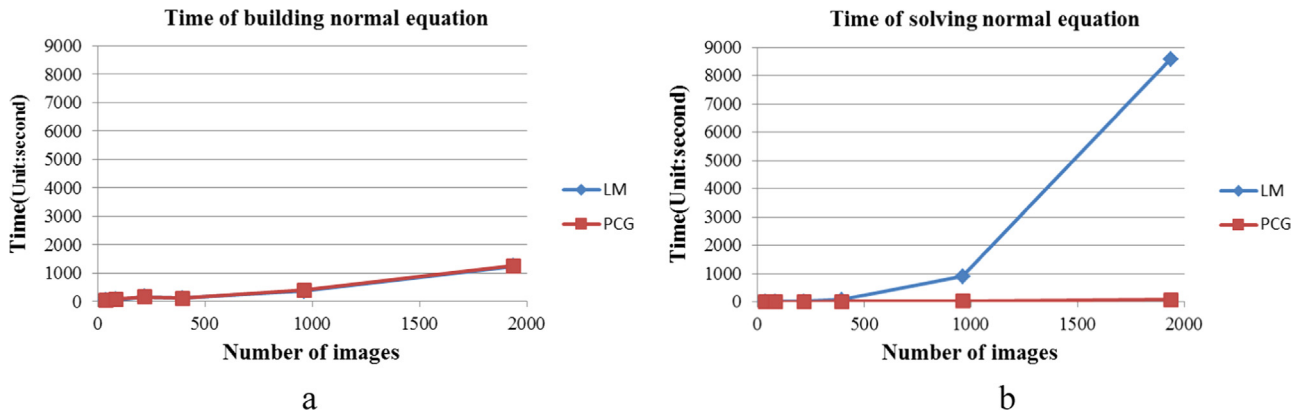 Time of building normal equation
9000
8000
7000
6000
5000
4000
3000
2000
1000
0
Time(Unit:second)
0 500 1000 1500 2000
Number of images
LM
PCG
a
Time of solving normal equation
9000
8000
7000
6000
5000
4000
3000
2000
1000
0
Time(Unit:second)
0 500 1000 1500 2000
Number of images
LM
PCG
b